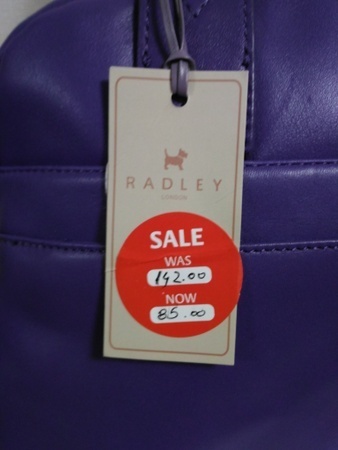 RADLEY
LONDON
SALE
WAS
142.00
NOW
85.00